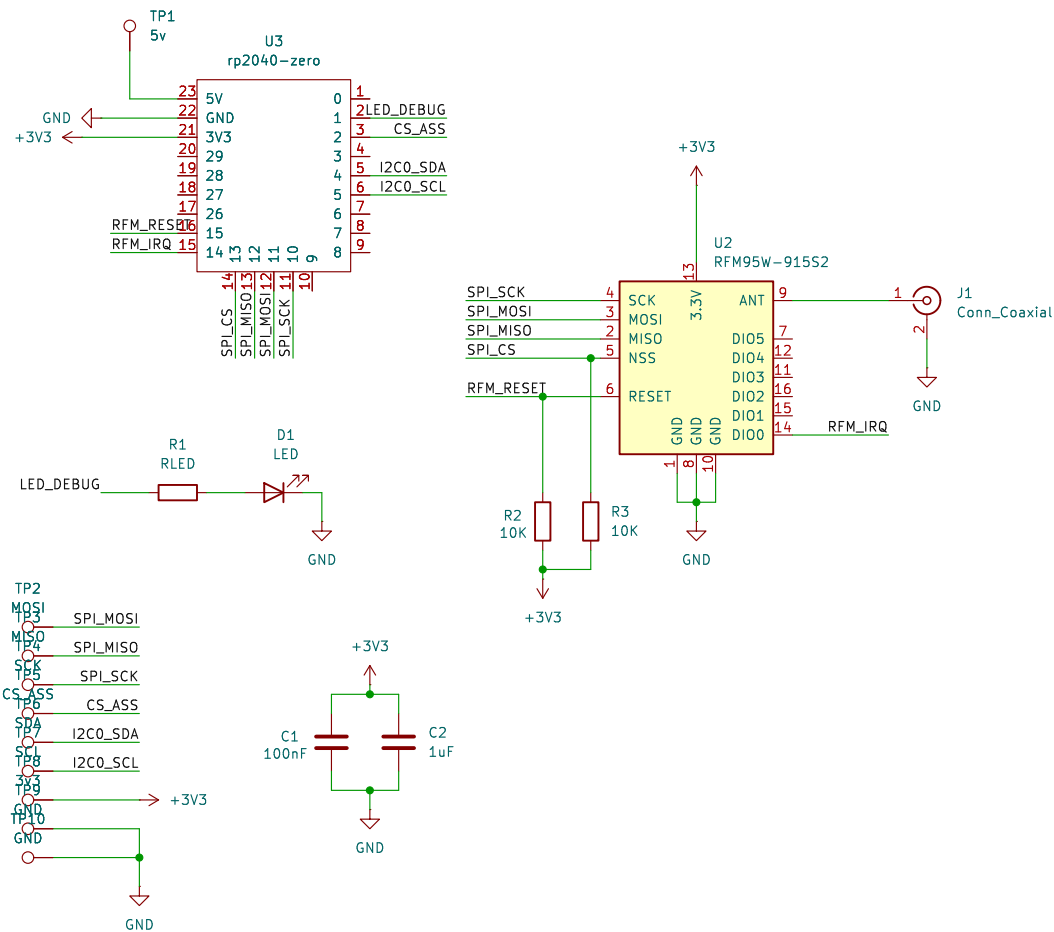 TP1
5v
U3
rp2040-zero
23 5V 0 1
22 GND 1 2 LED_DEBUG
GND
21 3V3 2 3 CS_ASS
+3V3
20 29 3 4
19 28 4 5 I2C0_SDA
18 27 5 6 I2C0_SCL
17 26 6 7
RFM_RESET 16 15 7 8
RFM_IRQ 15 14 8 9
13 12 11 10 9
14 13 12 11 10
SPI_CS
SPI_MISO
SPI_MOSI
SPI_SCK
+3V3
U2
RFM95W-915S2
13
3.3V
SPI_SCK 4 SCK ANT 9
SPI_MOSI 3 MOSI
SPI_MISO 2 MISO DIO5 7
SPI_CS 5 NSS DIO4 12
DIO3 11
RFM_RESET 6 RESET DIO2 16
DIO1 15
DIO0 14 RFM_IRQ
GND GND GND
1 8 10
GND
1
J1
Conn_Coaxial
2
GND
R1
RLED
D1
LED
LED_DEBUG
GND
R2
10K
R3
10K
+3V3
TP2
MOSI
SPI_MOSI
TP3
MISO
SPI_MISO
TP4
SCK
SPI_SCK
TP5
CS_ASS
CS_ASS
TP6
SDA
I2C0_SDA
TP7
SCL
I2C0_SCL
TP8
3v3
+3V3
TP9
GND
TP10
GND
GND
+3V3
C1
100nF
C2
1uF
GND